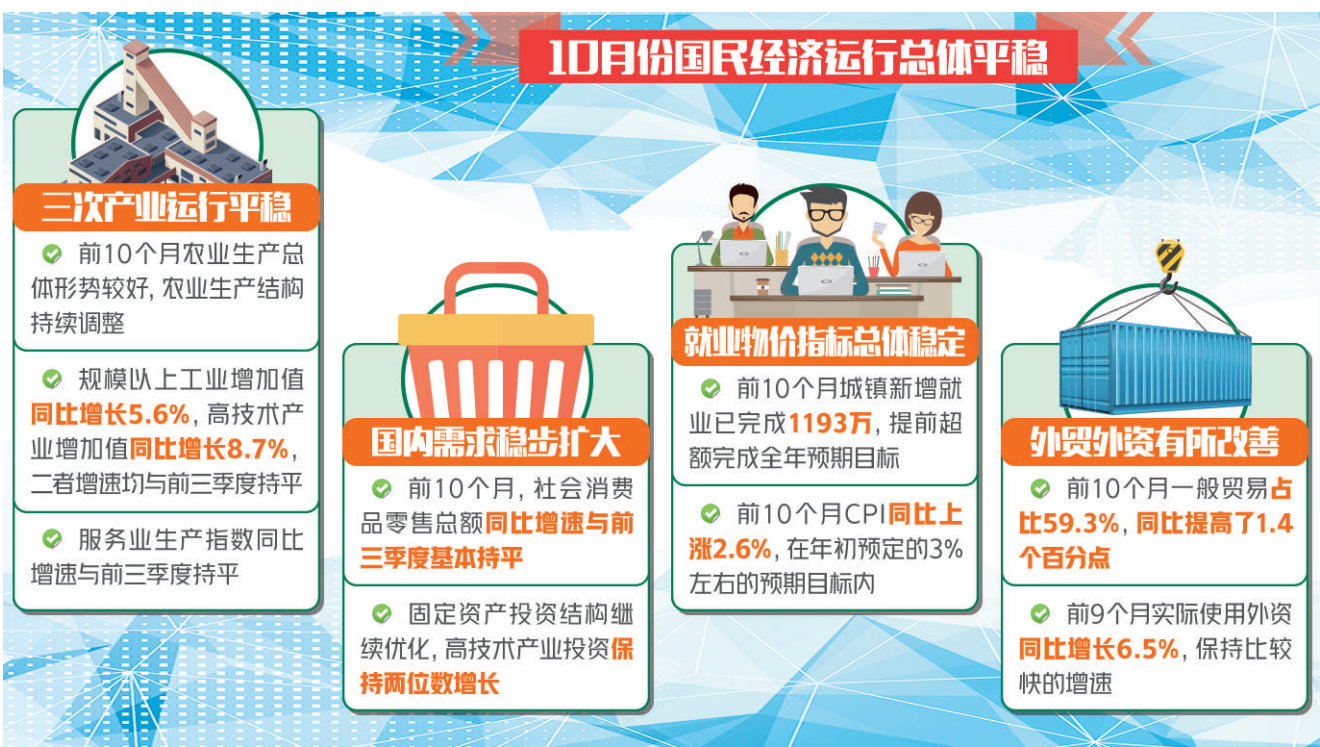 10月份国民经济运行总体平稳
三次产业运行平稳
前10个月农业生产总
体形势较好, 农业生产结构
持续调整
规模以上工业增加值
同比增长5.6%, 高技术产
业增加值同比增长8.7%,
二者增速均与前三季度持平
服务业生产指数同比
增速与前三季度持平
国内需求稳步扩大
前10个月, 社会消费
品零售总额同比增速与前
三季度基本持平
固定资产投资结构继
续优化, 高技术产业投资保
持两位数增长
就业物价指标总体稳定
前10个月城镇新增就
业已完成1193万, 提前超
额完成全年预期目标
前10个月CPI同比上
涨2.6%, 在年初预定的3%
左右的预期目标内
外贸外资有所改善
前10个月一般贸易占
比59.3%, 同比提高了1.4
个百分点
前9个月实际使用外资
同比增长6.5%, 保持比较
快的增速